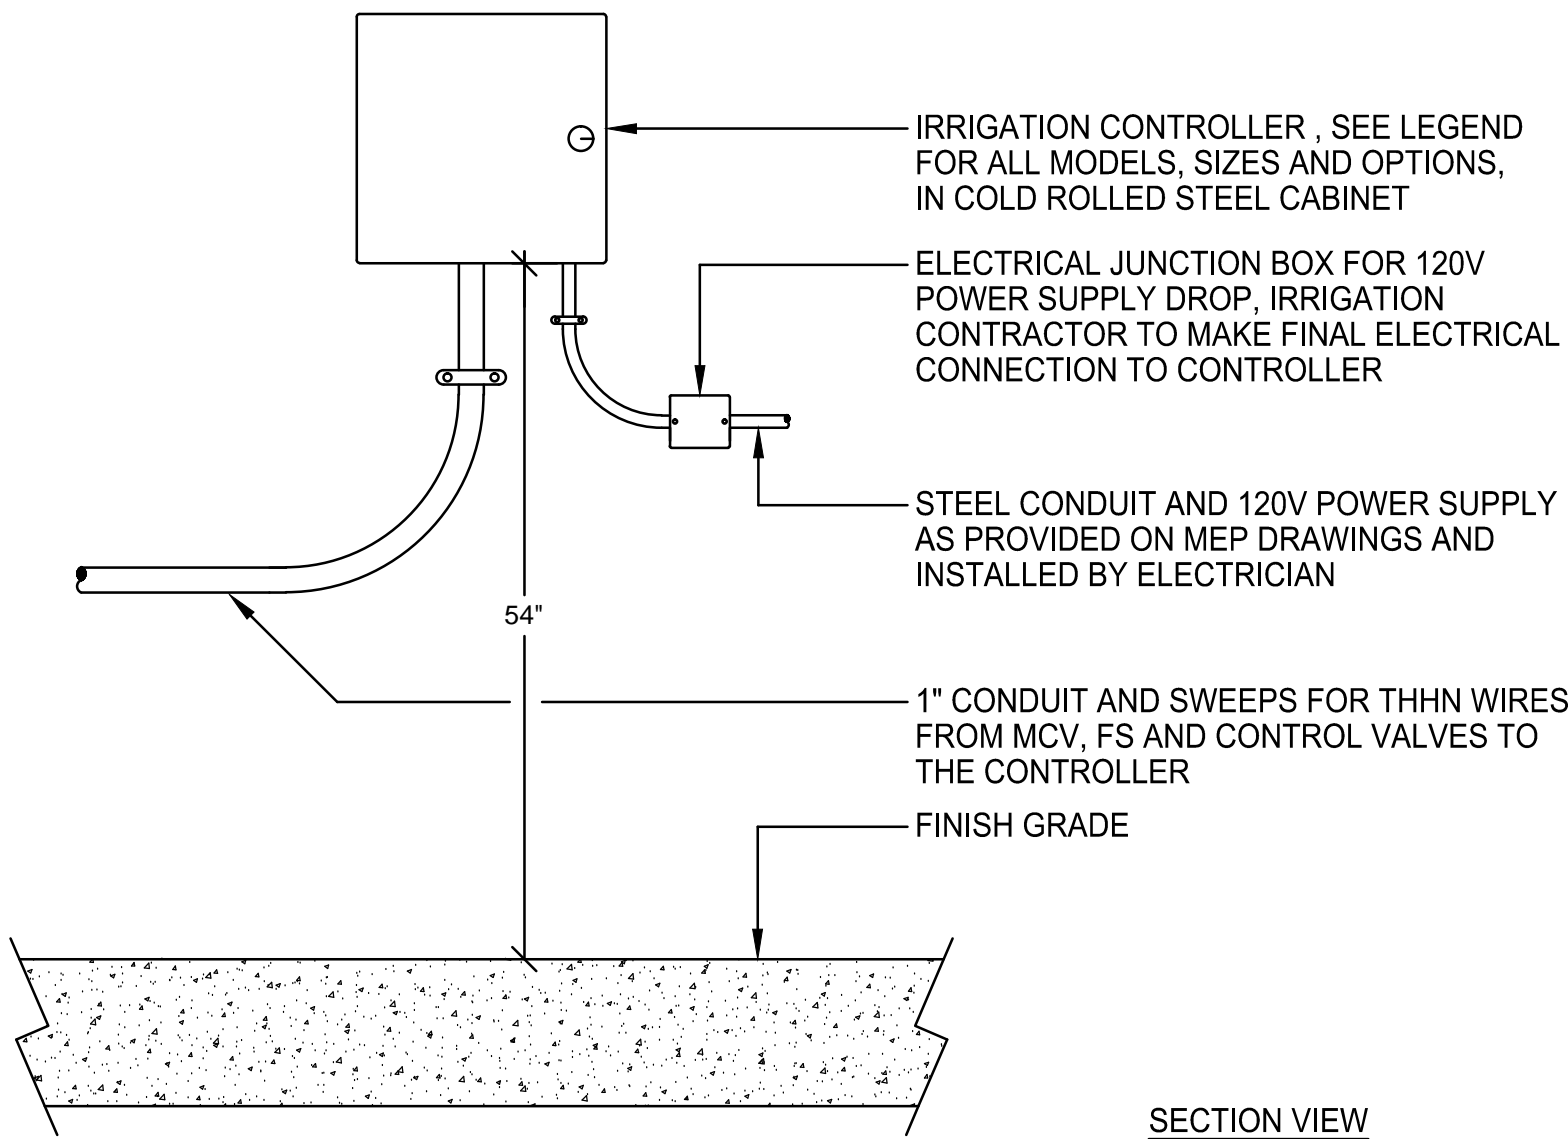 IRRIGATION CONTROLLER , SEE LEGEND
FOR ALL MODELS, SIZES AND OPTIONS,
IN COLD ROLLED STEEL CABINET
ELECTRICAL JUNCTION BOX FOR 120V
POWER SUPPLY DROP, IRRIGATION
CONTRACTOR TO MAKE FINAL ELECTRICAL
CONNECTION TO CONTROLLER
STEEL CONDUIT AND 120V POWER SUPPLY
AS PROVIDED ON MEP DRAWINGS AND
INSTALLED BY ELECTRICIAN
54"
1" CONDUIT AND SWEEPS FOR THHN WIRES
FROM MCV, FS AND CONTROL VALVES TO
THE CONTROLLER
FINISH GRADE
SECTION VIEW